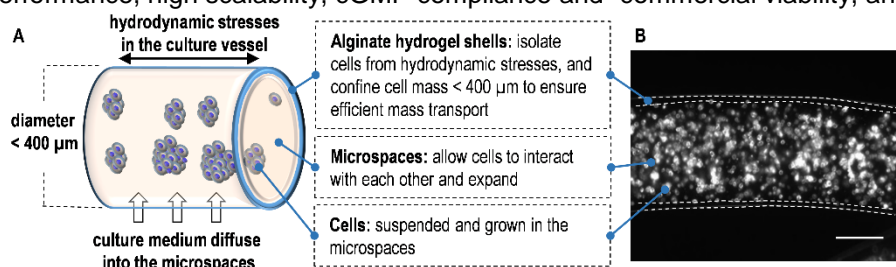 erformance, high scalability, cGMP-compliance and commercial viability, an
A
hydrodynamic stresses
in the culture vessel
diameter
< 400 µm
culture medium diffuse
into the microspaces
Alginate hydrogel shells: isolate
cells from hydrodynamic stresses, and
confine cell mass < 400 µm to ensure
efficient mass transport
Microspaces: allow cells to interact
with each other and expand
Cells: suspended and grown in the
microspaces
B